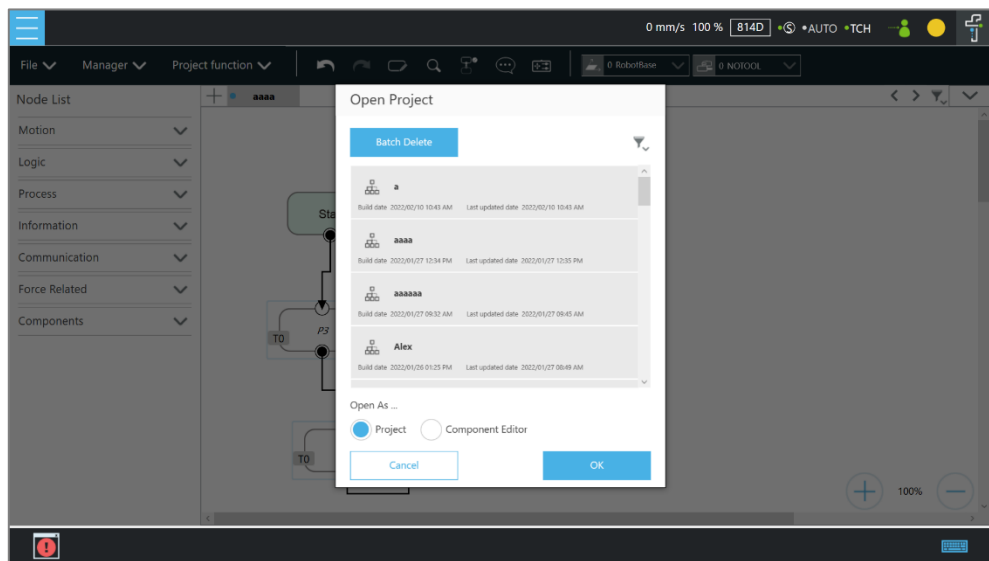 0 mm/s 100 % 814D S AUTO TCH
File Manager Project function 0 RobotBase 0 NOTOOL
Node List
aaaa
Motion
Logic
Process
Information
Communication
Force Related
Components
Sta
P3
T0
T0
Open Project
Batch Delete
a
Build date 2022/02/10 10:43 AM Last updated date 2022/02/10 10:43 AM
aaaa
Build date 2022/01/27 12:34 PM Last updated date 2022/01/27 12:35 PM
aaaaaa
Build date 2022/01/27 09:32 AM Last updated date 2022/01/27 09:45 AM
Alex
Build date 2022/01/26 01:25 PM Last updated date 2022/01/27 08:49 AM
Open As ...
Project Component Editor
Cancel OK
100%